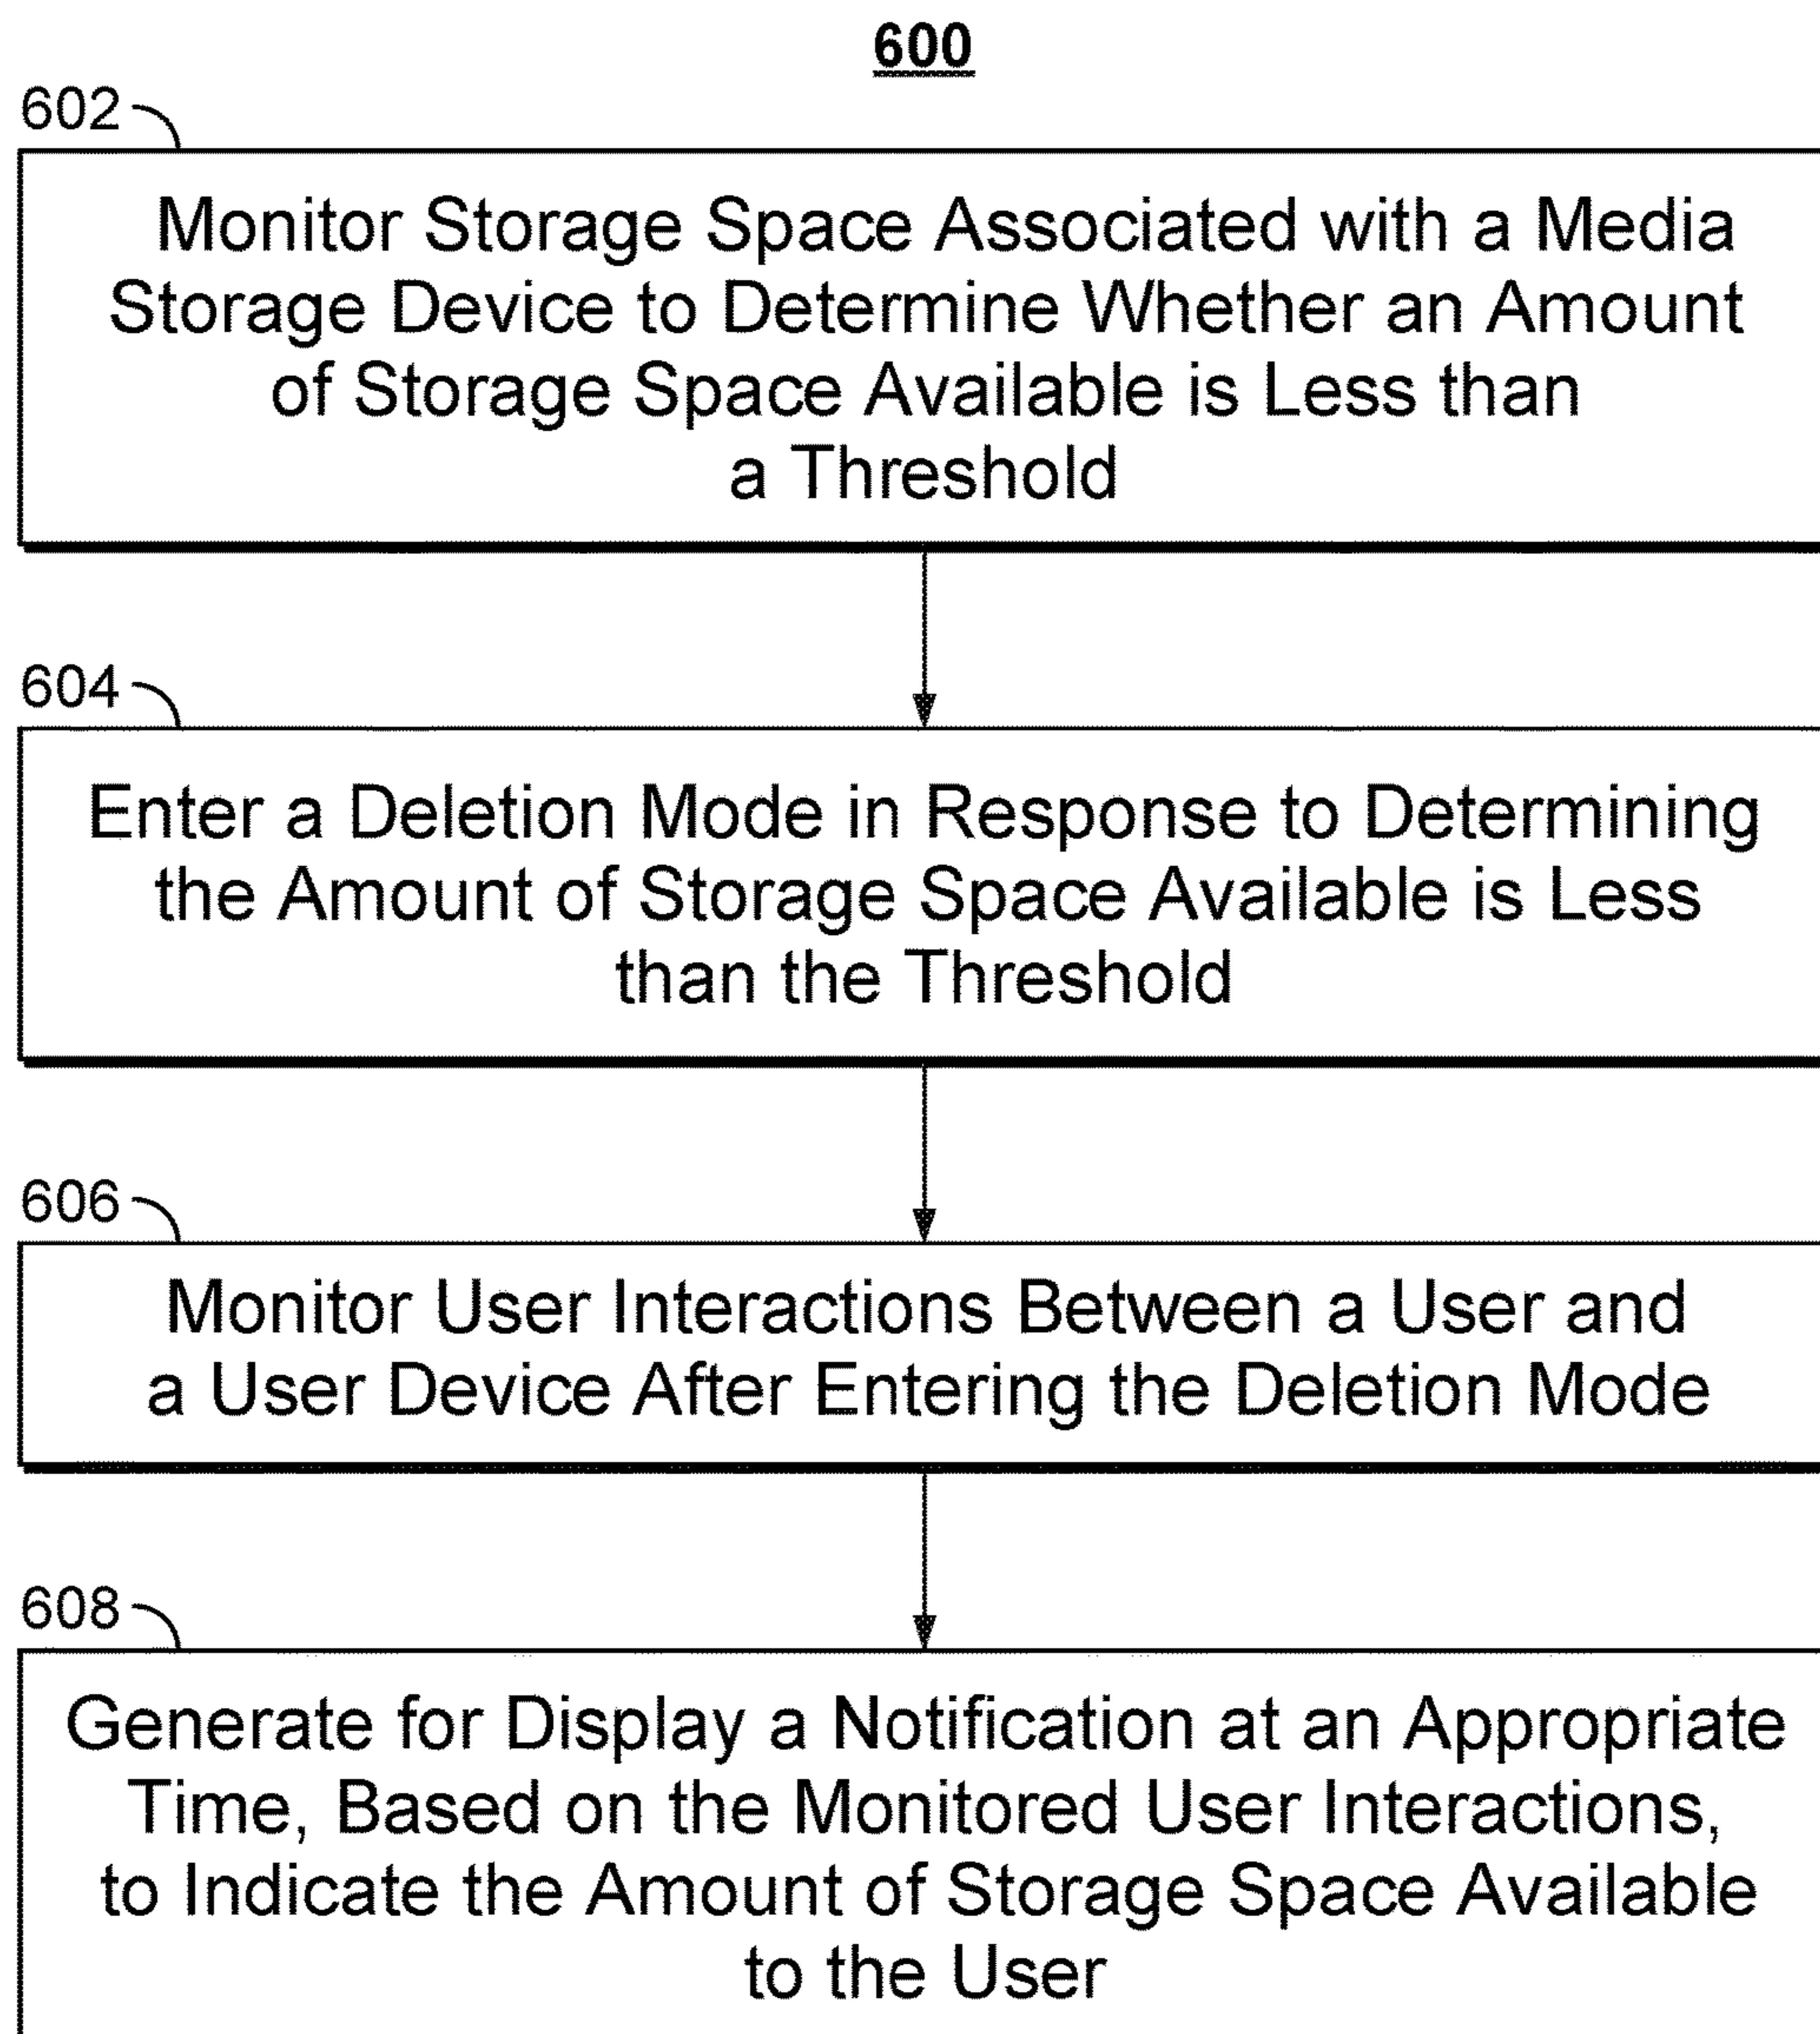 600
602
Monitor Storage Space Associated with a Media
Storage Device to Determine Whether an Amount
of Storage Space Available is Less than
a Threshold
604
Enter a Deletion Mode in Response to Determining
the Amount of Storage Space Available is Less
than the Threshold
606
Monitor User Interactions Between a User and
a User Device After Entering the Deletion Mode
608
Generate for Display a Notification at an Appropriate
Time, Based on the Monitored User Interactions,
to Indicate the Amount of Storage Space Available
to the User